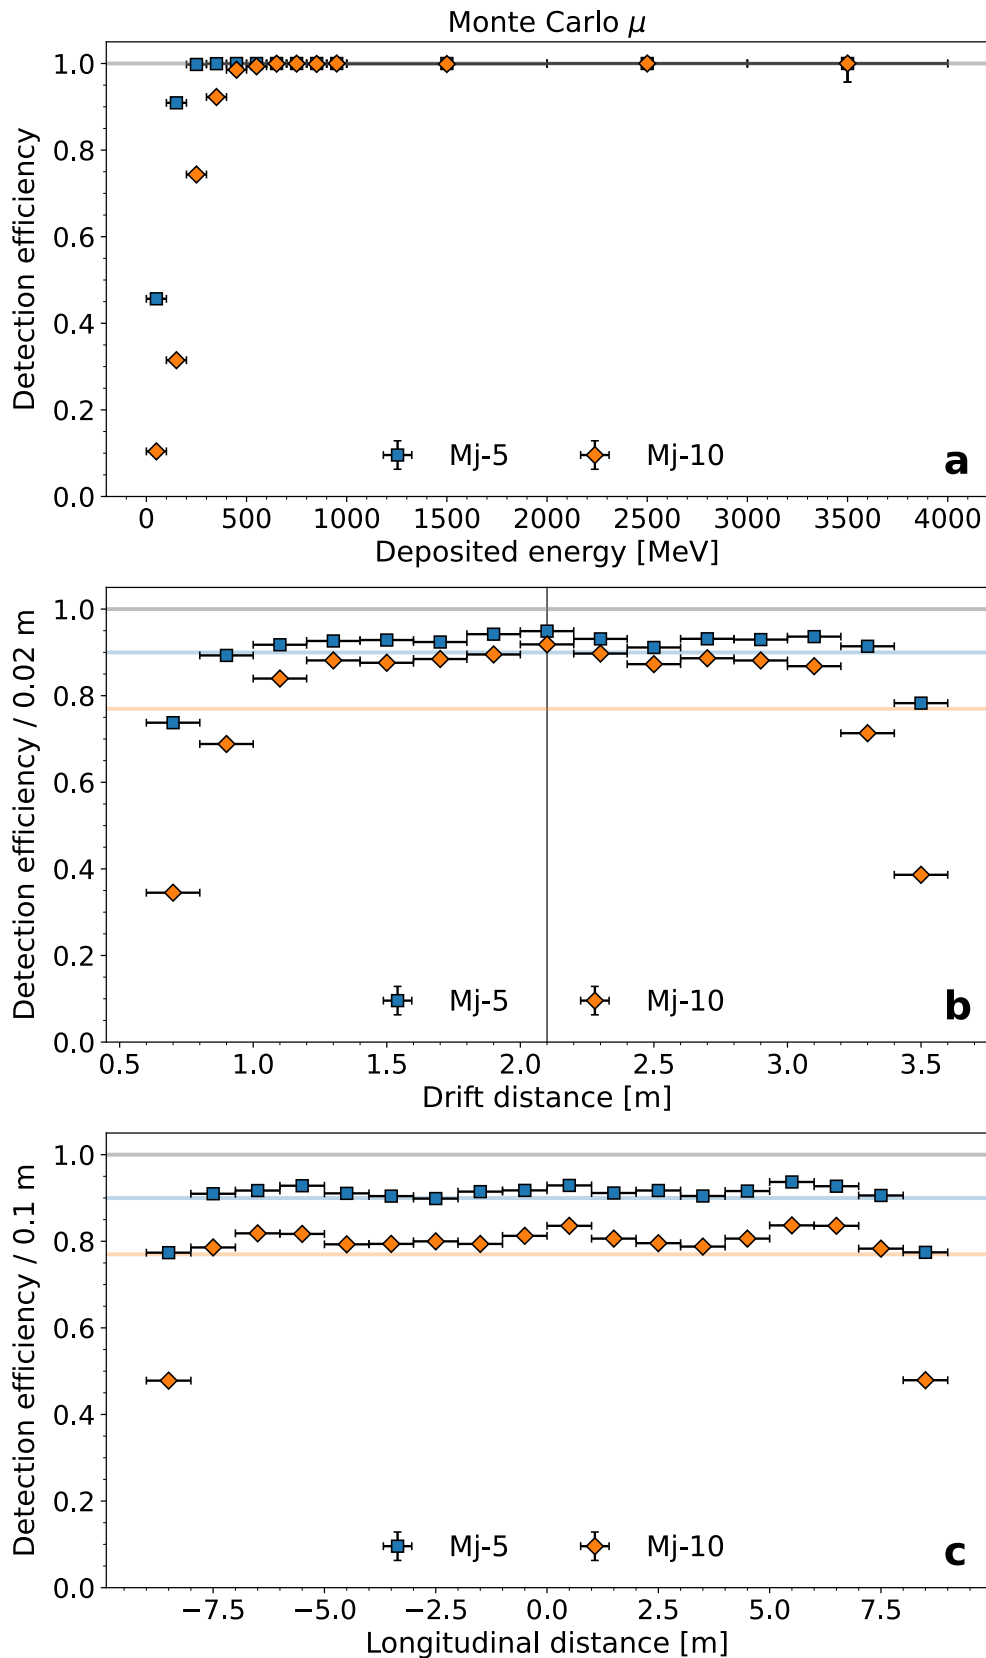 Monte Carlo μ
Detection efficiency
1.0
0.8
0.6
0.4
0.2
0.0
Mj-5 Mj-10
a
0 500 1000 1500 2000 2500 3000 3500 4000
Deposited energy [MeV]
Detection efficiency / 0.02 m
1.0
0.8
0.6
0.4
0.2
0.0
Mj-5 Mj-10
b
0.5 1.0 1.5 2.0 2.5 3.0 3.5
Drift distance [m]
Detection efficiency / 0.1 m
1.0
0.8
0.6
0.4
0.2
0.0
Mj-5 Mj-10
c
−7.5 −5.0 −2.5 0.0 2.5 5.0 7.5
Longitudinal distance [m]